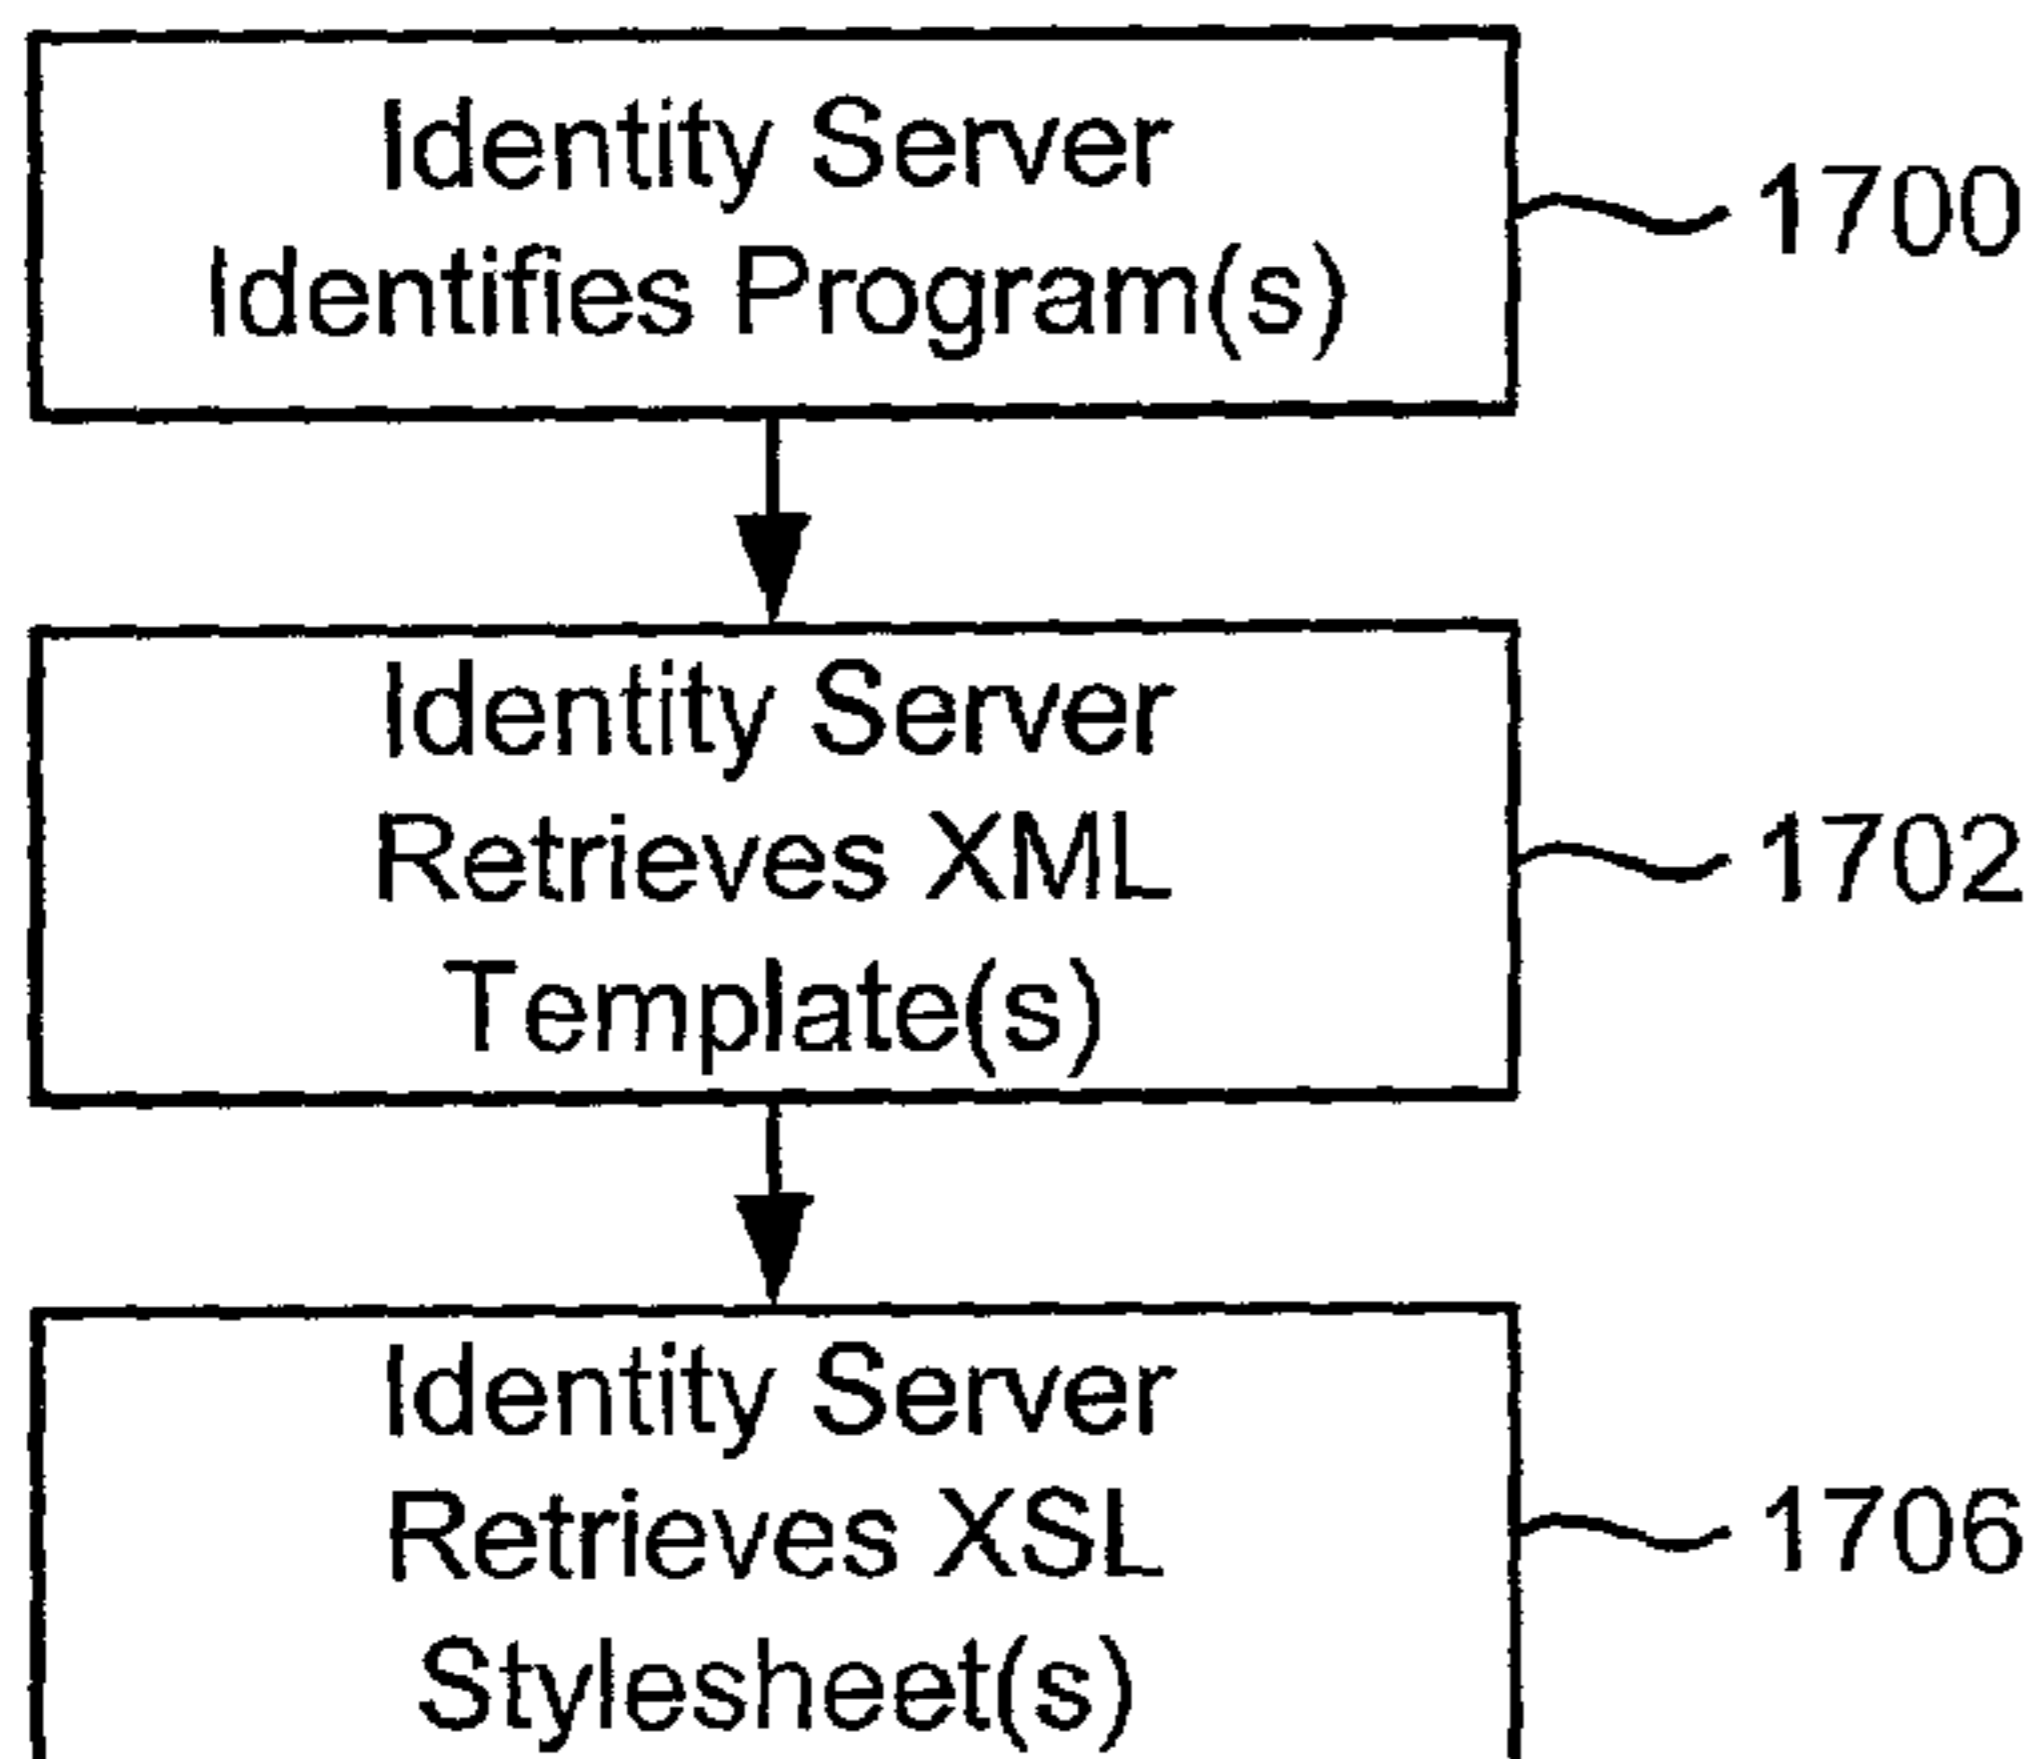 Identity Server
Identifies Program(s)
1700
Identity Server
Retrieves XML
Template(s)
1702
Identity Server
Retrieves XSL
Stylesheet(s)
1706